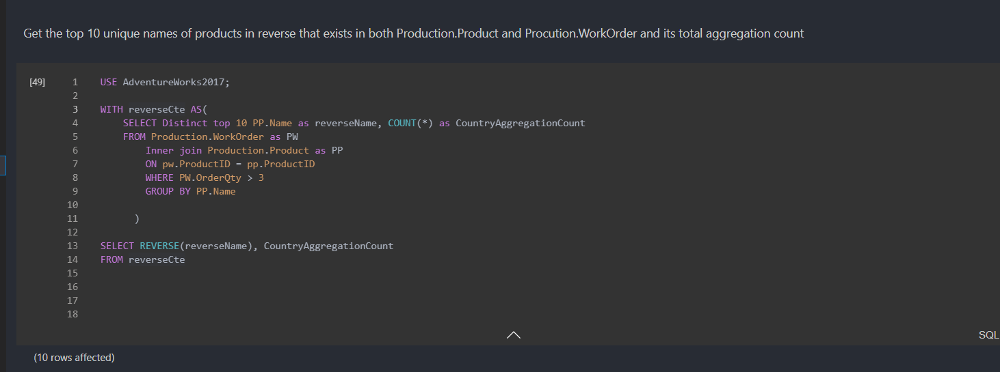 Get the top 10 unique names of products in reverse that exists in both Production.Product and Procution.WorkOrder and its total aggregation count
[49]
1 USE AdventureWorks2017;
2
3 WITH reverseCte AS(
4 SELECT Distinct top 10 PP.Name as reverseName, COUNT(*) as CountryAggregationCount
5 FROM Production.WorkOrder as PW
6 Inner join Production.Product as PP
7 ON pw.ProductID = pp.ProductID
8 WHERE PW.OrderQty > 3
9 GROUP BY PP.Name
10
11 )
12
13 SELECT REVERSE(reverseName), CountryAggregationCount
14 FROM reverseCte
15
16
17
18
SQL
(10 rows affected)